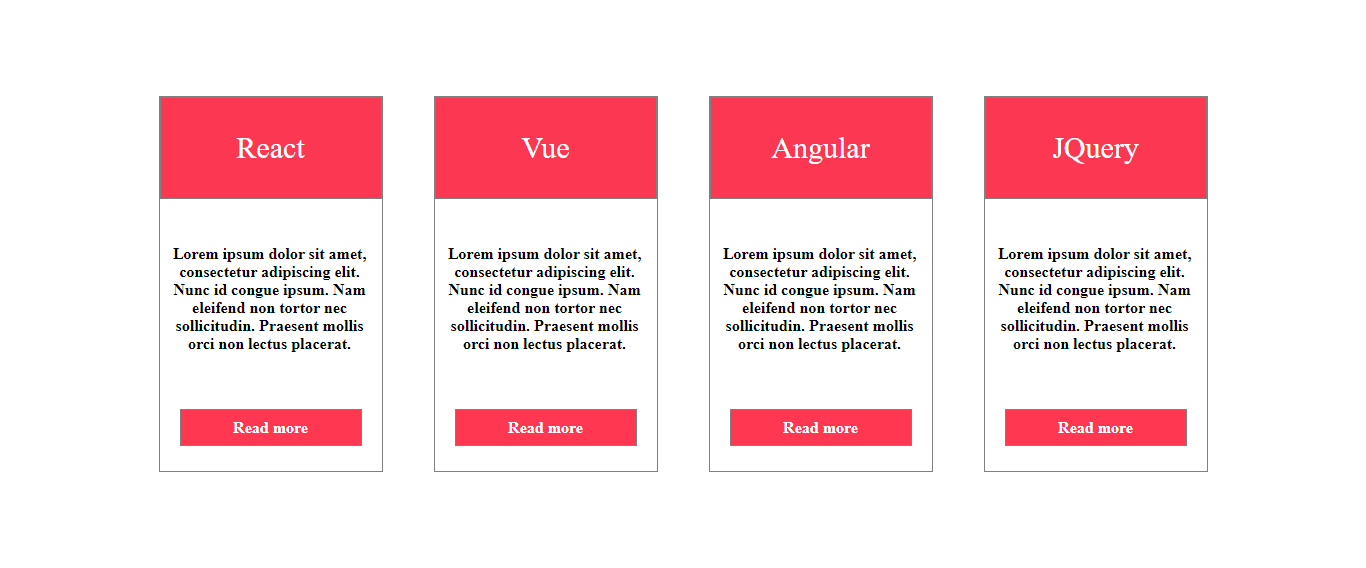 React
Lorem ipsum dolor sit amet,
consectetur adipiscing elit.
Nunc id congue ipsum. Nam
eleifend non tortor nec
sollicitudin. Praesent mollis
orci non lectus placerat.
Read more
Vue
Lorem ipsum dolor sit amet,
consectetur adipiscing elit.
Nunc id congue ipsum. Nam
eleifend non tortor nec
sollicitudin. Praesent mollis
orci non lectus placerat.
Read more
Angular
Lorem ipsum dolor sit amet,
consectetur adipiscing elit.
Nunc id congue ipsum. Nam
eleifend non tortor nec
sollicitudin. Praesent mollis
orci non lectus placerat.
Read more
JQuery
Lorem ipsum dolor sit amet,
consectetur adipiscing elit.
Nunc id congue ipsum. Nam
eleifend non tortor nec
sollicitudin. Praesent mollis
orci non lectus placerat.
Read more